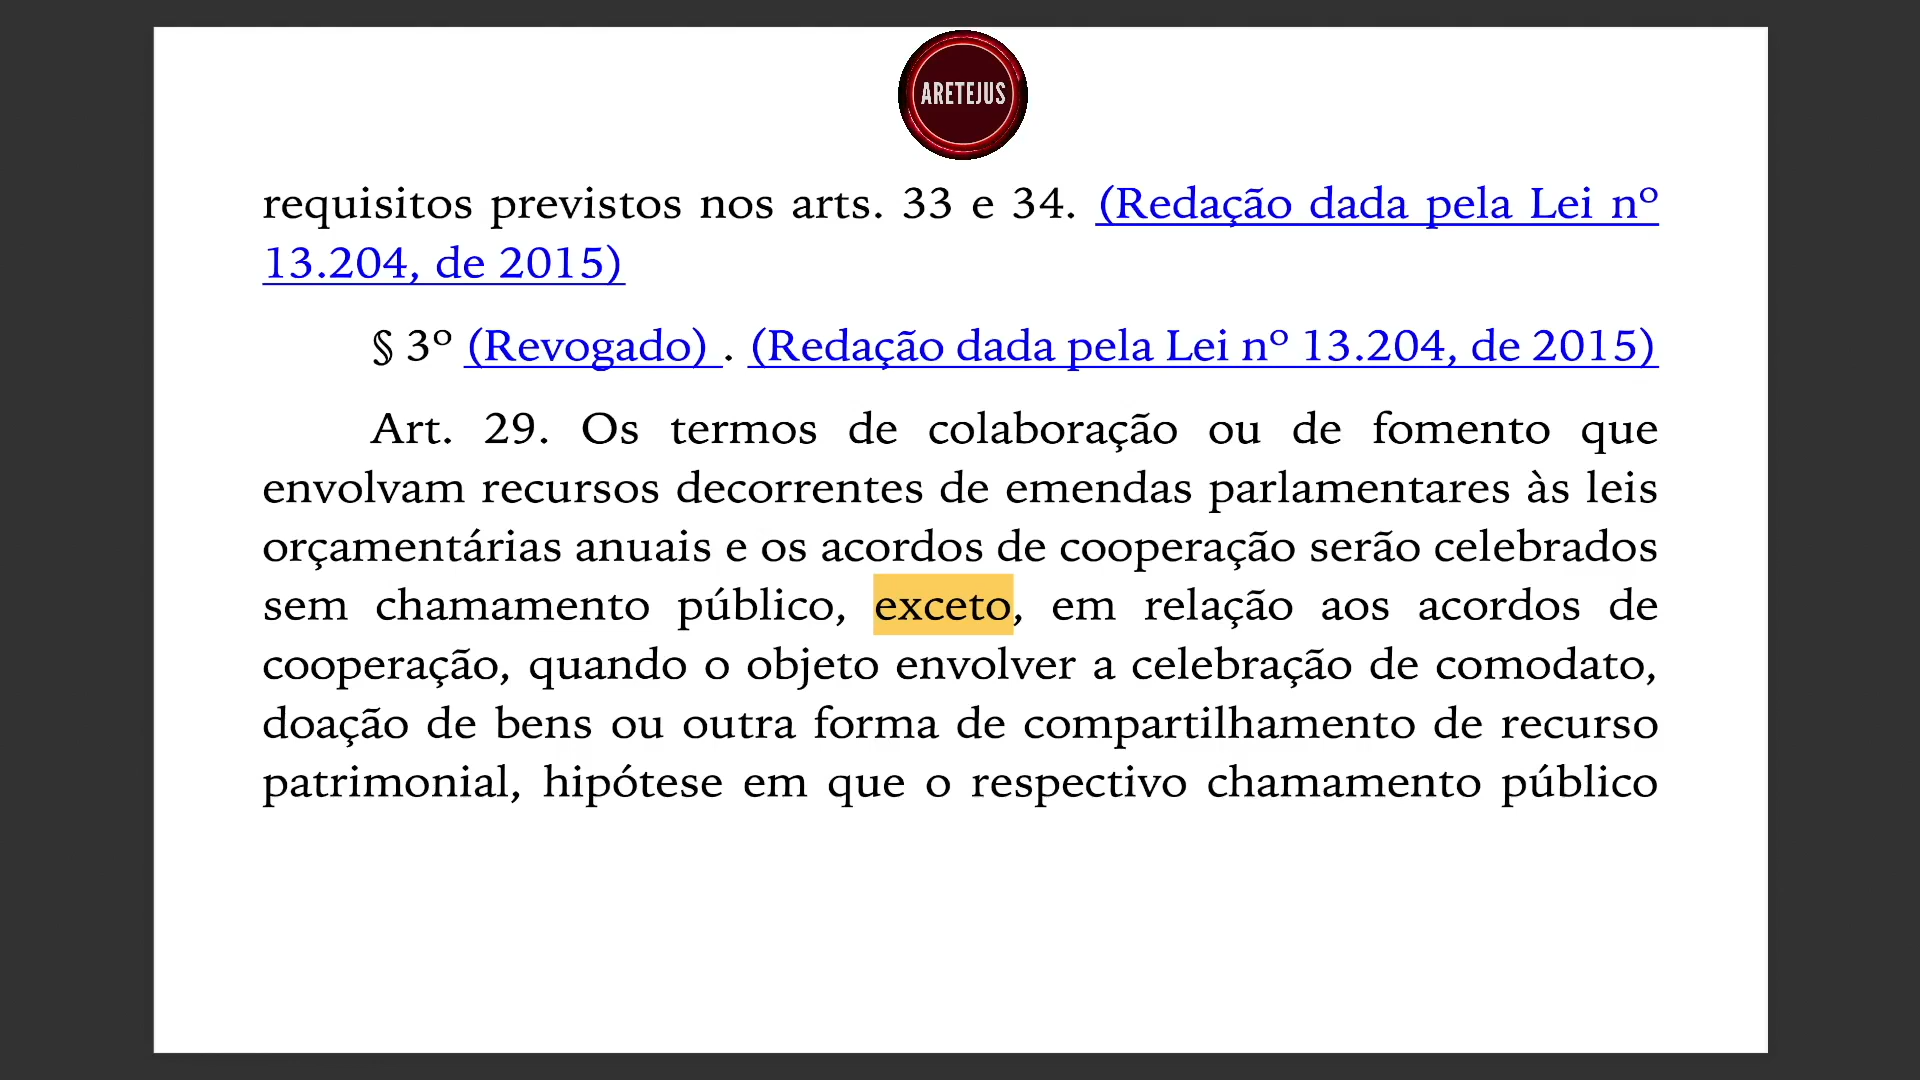 ARETEJUS
requisitos previstos nos arts. 33 e 34. (Redação dada pela Lei nº
13.204, de 2015)
§ 3º (Revogado) . (Redação dada pela Lei nº 13.204, de 2015)
Art. 29. Os termos de colaboração ou de fomento que
envolvam recursos decorrentes de emendas parlamentares às leis
orçamentárias anuais e os acordos de cooperação serão celebrados
sem chamamento público, exceto, em relação aos acordos de
cooperação, quando o objeto envolver a celebração de comodato,
doação de bens ou outra forma de compartilhamento de recurso
patrimonial, hipótese em que o respectivo chamamento público